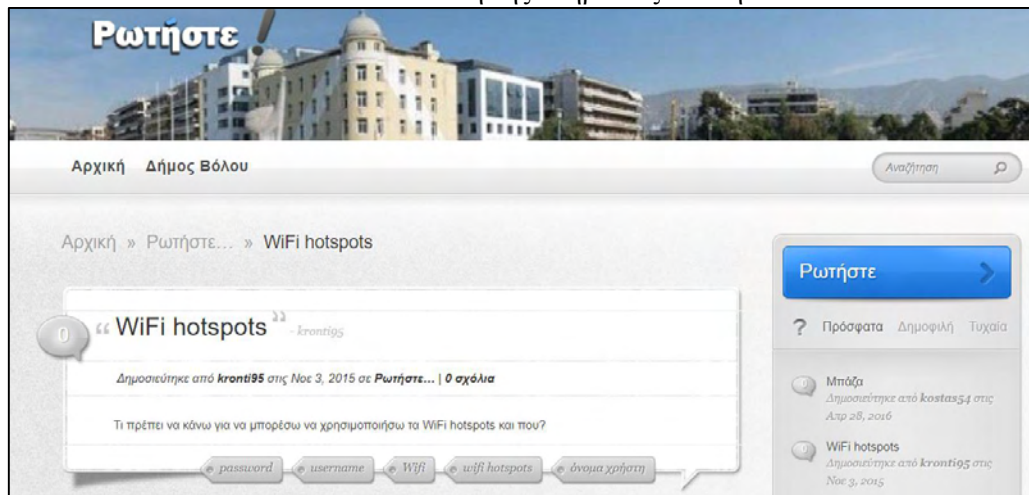 Ρωτήστε
Αρχική Δήμος Βόλου
Αναζήτηση
Αρχική » Ρωτήστε... » WiFi hotspots
Ρωτήστε
0
“ WiFi hotspots ” - kronti95
Δημοσιεύτηκε από kronti95 στις Νοε 3, 2015 σε Ρωτήστε... | 0 σχόλια
Τι πρέπει να κάνω για να μπορέσω να χρησιμοποιήσω τα WiFi hotspots και που?
password username Wifi wifi hotspots όνομα χρήστη
? Πρόσφατα Δημοφιλή Τυχαία
0
Μπάζα
Δημοσιεύτηκε από kostas54 στις
Απρ 28, 2016
0
WiFi hotspots
Δημοσιεύτηκε από kronti95 στις
Νοε 3, 2015